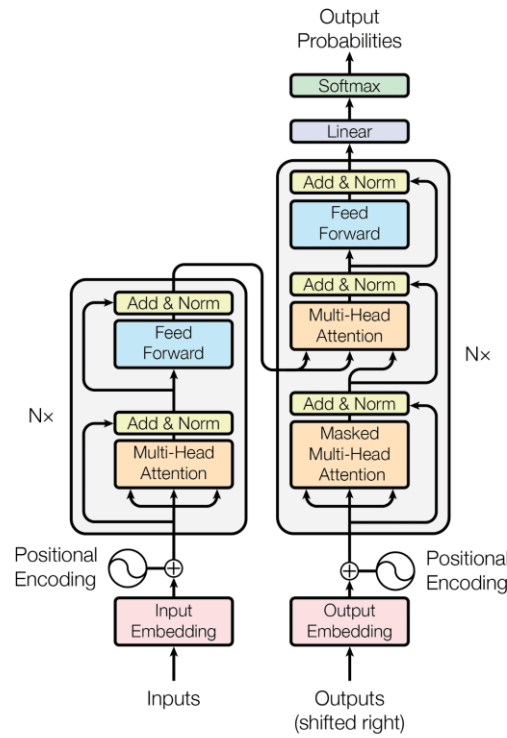 Output
Probabilities
Softmax
Linear
Add & Norm
Feed
Forward
Add & Norm
Multi-Head
Attention
Add & Norm
Masked
Multi-Head
Attention
N×
Add & Norm
Feed
Forward
Add & Norm
Multi-Head
Attention
N×
Positional
Encoding
Positional
Encoding
Input
Embedding
Output
Embedding
Inputs
Outputs
(shifted right)